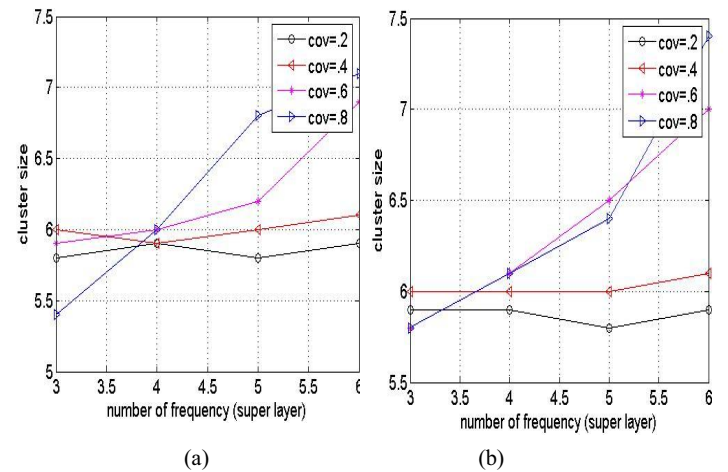 7.5
7
6.5
6
5.5
5
cluster size
cov=.2
cov=.4
cov=.6
cov=.8
3 3.5 4 4.5 5 5.5 6
number of frequency (super layer)
(a)
7.5
7
6.5
6
5.5
cluster size
cov=.2
cov=.4
cov=.6
cov=.8
3 3.5 4 4.5 5 5.5 6
number of frequency (super layer)
(b)